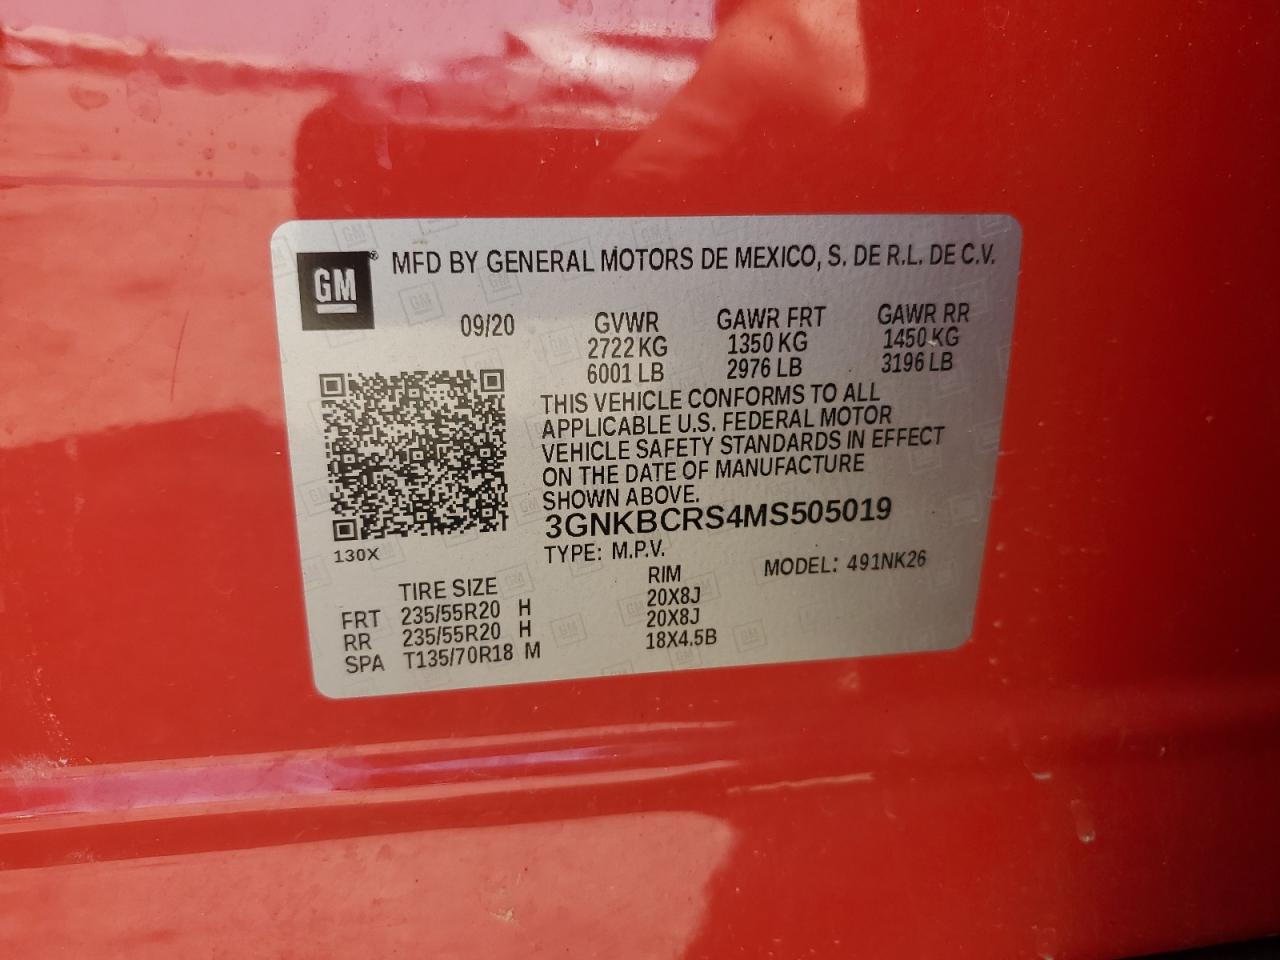 GM® MFD BY GENERAL MOTORS DE MEXICO, S. DE R.L. DE C.V.
09/20 GVWR GAWR FRT GAWR RR
2722 KG 1350 KG 1450 KG
6001 LB 2976 LB 3196 LB
THIS VEHICLE CONFORMS TO ALL
APPLICABLE U.S. FEDERAL MOTOR
VEHICLE SAFETY STANDARDS IN EFFECT
ON THE DATE OF MANUFACTURE
SHOWN ABOVE.
3GNKBCRS4MS505019
130X TYPE: M.P.V. MODEL: 491NK26
TIRE SIZE RIM
FRT 235/55R20 H 20X8J
RR 235/55R20 H 20X8J
SPA T135/70R18 M 18X4.5B